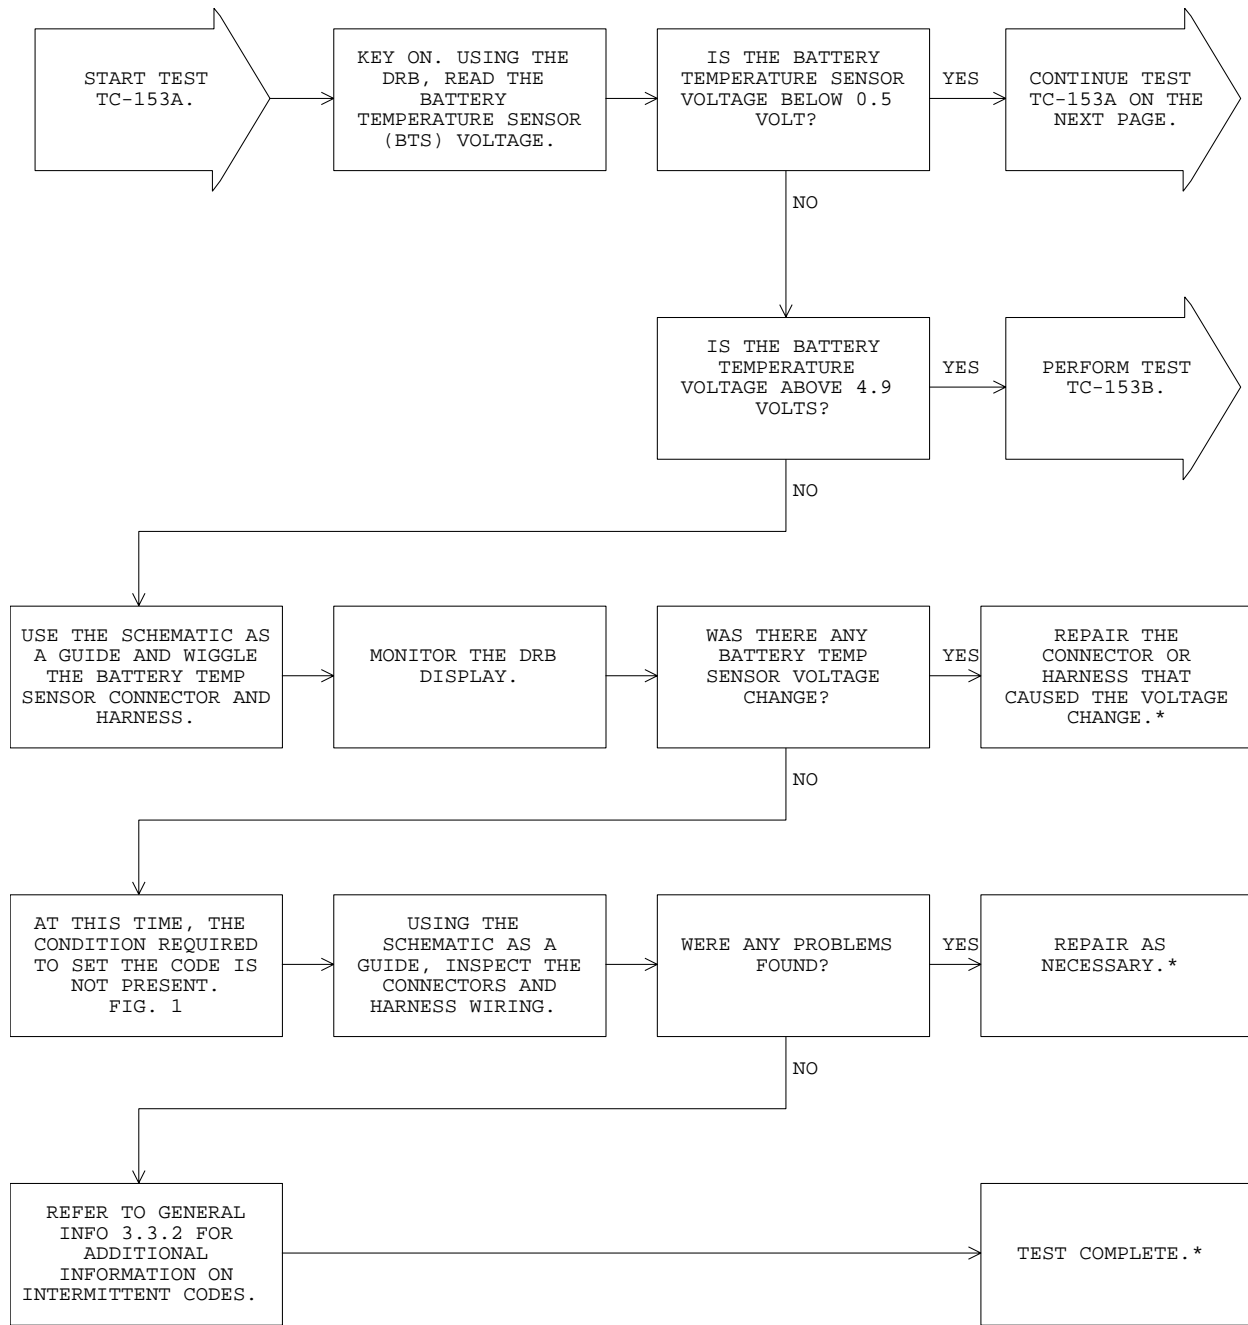 START TEST
TC-153A.
KEY ON. USING THE
DRB, READ THE
BATTERY
TEMPERATURE SENSOR
(BTS) VOLTAGE.
IS THE BATTERY
TEMPERATURE SENSOR
VOLTAGE BELOW 0.5
VOLT?
YES
CONTINUE TEST
TC-153A ON THE
NEXT PAGE.
NO
IS THE BATTERY
TEMPERATURE
VOLTAGE ABOVE 4.9
VOLTS?
YES
PERFORM TEST
TC-153B.
NO
USE THE SCHEMATIC AS
A GUIDE AND WIGGLE
THE BATTERY TEMP
SENSOR CONNECTOR AND
HARNESS.
MONITOR THE DRB
DISPLAY.
WAS THERE ANY
BATTERY TEMP
SENSOR VOLTAGE
CHANGE?
YES
REPAIR THE
CONNECTOR OR
HARNESS THAT
CAUSED THE VOLTAGE
CHANGE.*
NO
AT THIS TIME, THE
CONDITION REQUIRED
TO SET THE CODE IS
NOT PRESENT.
FIG. 1
USING THE
SCHEMATIC AS A
GUIDE, INSPECT THE
CONNECTORS AND
HARNESS WIRING.
WERE ANY PROBLEMS
FOUND?
YES
REPAIR AS
NECESSARY.*
NO
REFER TO GENERAL
INFO 3.3.2 FOR
ADDITIONAL
INFORMATION ON
INTERMITTENT CODES.
TEST COMPLETE.*